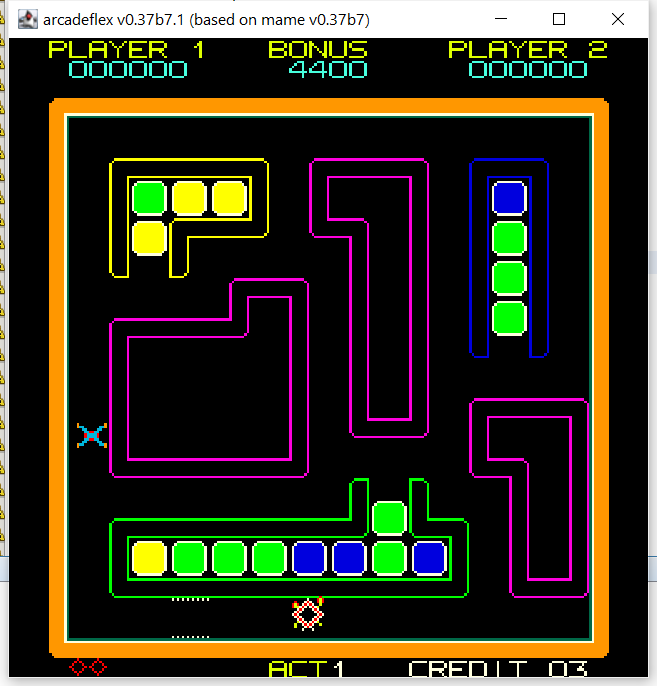 arcadeflex v0.37b7.1 (based on mame v0.37b7)
PLAYER 1 BONUS PLAYER 2
000000 4400 000000
ACT1 CREDIT 03